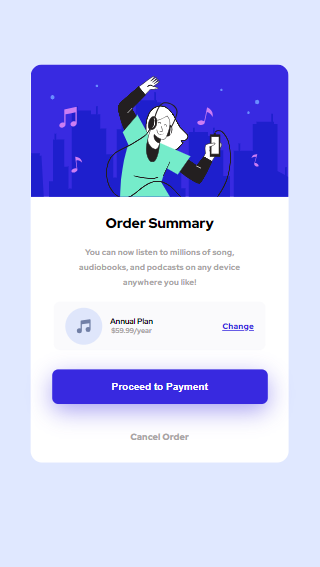 Order Summary
You can now listen to millions of song,
audiobooks, and podcasts on any device
anywhere you like!
Annual Plan
$59.99/year
Change
Proceed to Payment
Cancel Order